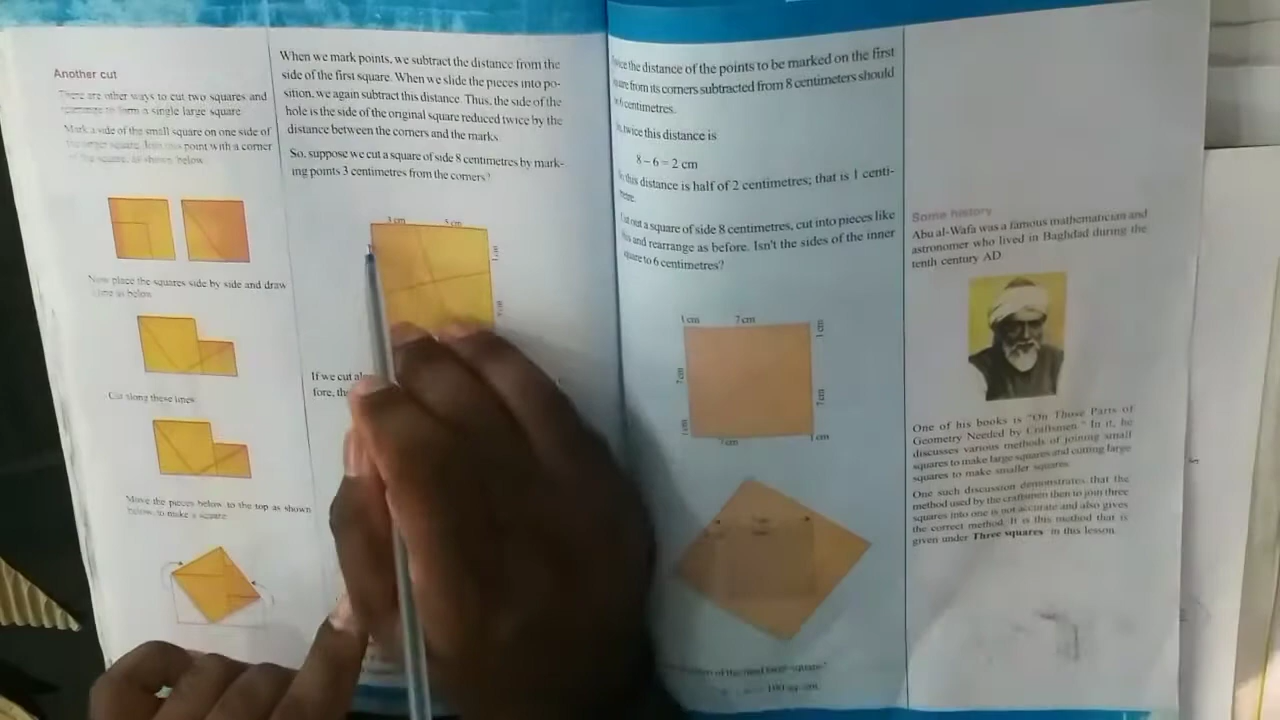 Another cut
There are other ways to cut two squares and
to form a single large square
Mark a side of the small square on one side of
the larger square. Join this point with a corner
of the square, as shown below
Now place the squares side by side and draw
a line as below
Cut along these lines
Move the pieces below to the top as shown
below, to make a square
When we mark points, we subtract the distance from the
side of the first square. When we slide the pieces into po-
sition, we again subtract this distance. Thus, the side of the
hole is the side of the original square reduced twice by the
distance between the corners and the marks.
So, suppose we cut a square of side 8 centimetres by mark-
ing points 3 centimetres from the corners?
3 cm
5 cm
If we cut
fore,
the distance of the points to be marked on the first
from its corners subtracted from 8 centimeters should
6 centimetres.
twice this distance is
8 – 6 = 2 cm
this distance is half of 2 centimetres; that is 1 centi-
metre.
out a square of side 8 centimetres, cut into pieces like
and rearrange as before. Isn't the sides of the inner
to 6 centimetres?
1 cm
7 cm
1 cm
7 cm
7 cm
1 cm
7 cm
1 cm
Some history
Abu al-Wafa was a famous mathematician and
astronomer who lived in Baghdad during the
tenth century AD.
One of his books is "On Those Parts of
Geometry Needed by Craftsmen." In it, he
discusses various methods of joining small
squares to make large squares and cutting large
squares to make smaller squares.
One such discussion demonstrates that the
method used by the craftsmen then to join three
squares into one is not accurate and also gives
the correct method. It is this method that is
given under Three squares in this lesson.